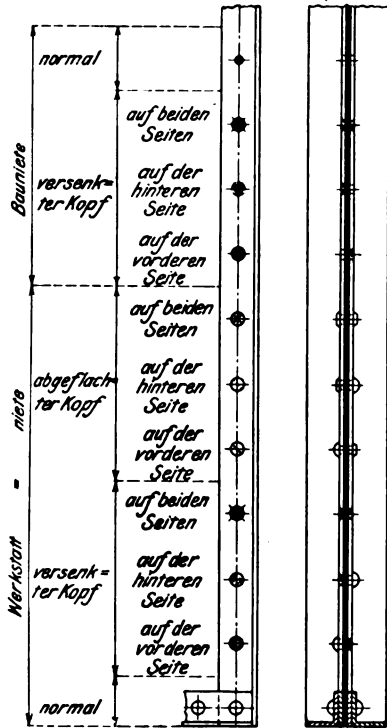 Bauniete
normal
versenk=
ter Kopf
auf beiden
Seiten
auf der
hinteren
Seite
auf der
vorderen
Seite
Werkstatt = niete
abgeflach=
ter Kopf
auf beiden
Seiten
auf der
hinteren
Seite
auf der
vorderen
Seite
versenk=
ter Kopf
auf beiden
Seiten
auf der
hinteren
Seite
auf der
vorderen
Seite
normal